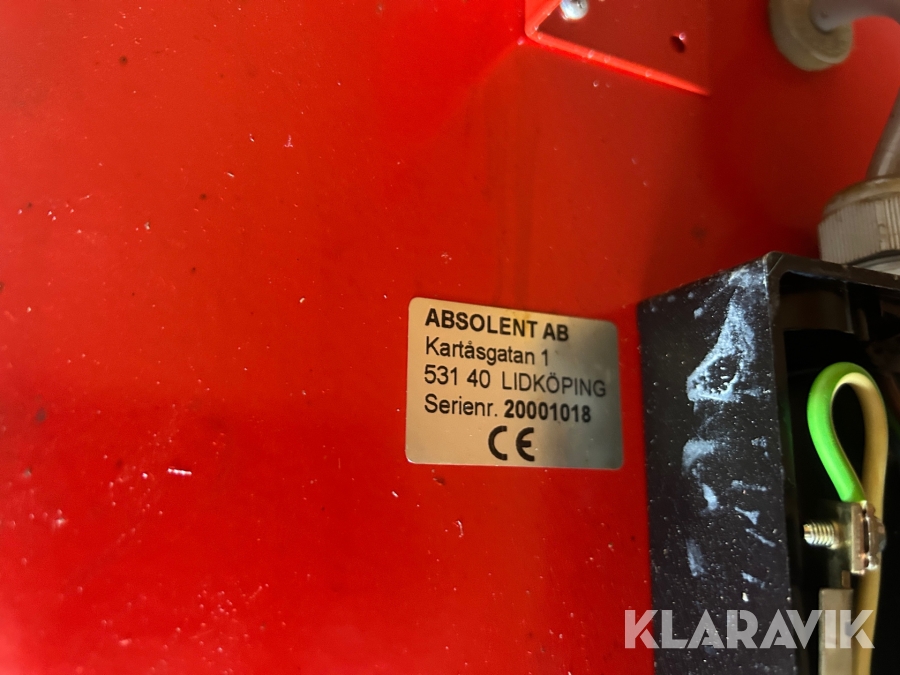 ABSOLENT AB
Kartåsgatan 1
531 40 LIDKÖPING
Serienr. 20001018
CE
KLARAVIK